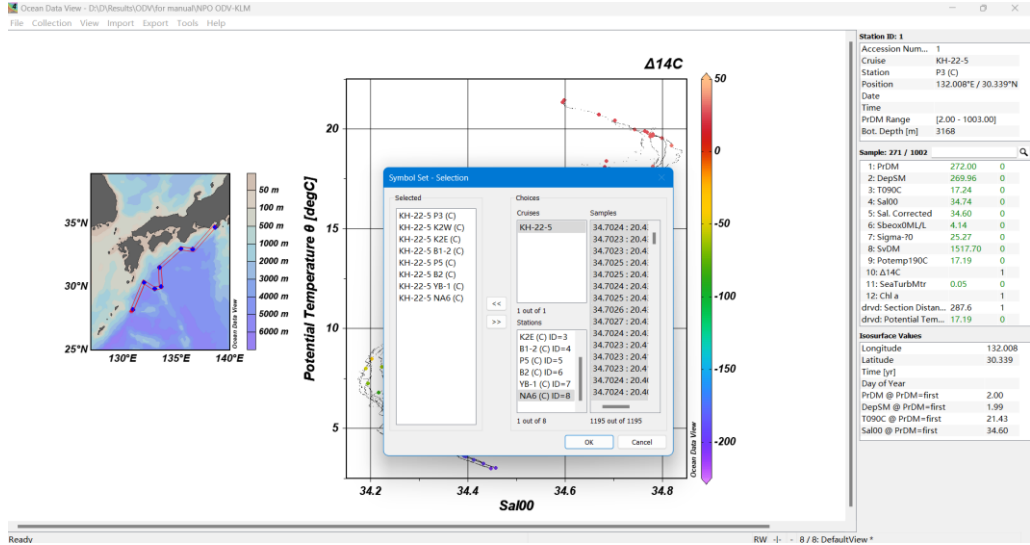 Ocean Data View - D:\D\Results\ODV\for manual\NPO ODV-KLM
File Collection View Import Export Tools Help
Δ14C
50
0
-50
-100
-150
-200
20
15
10
5
Potential Temperature θ [degC]
34.2 34.4 34.6 34.8
Sal00
Ocean Data View
35°N
30°N
25°N
130°E 135°E 140°E
50 m
100 m
500 m
1000 m
2000 m
3000 m
4000 m
5000 m
6000 m
Ocean Data View
Symbol Set - Selection
Selected
KH-22-5 P3 (C)
KH-22-5 K2W (C)
KH-22-5 K2E (C)
KH-22-5 B1-2 (C)
KH-22-5 P5 (C)
KH-22-5 B2 (C)
KH-22-5 YB-1 (C)
KH-22-5 NA6 (C)
<<
>>
Choices
Cruises
KH-22-5
1 out of 1
Stations
K2E (C) ID=3
B1-2 (C) ID=4
P5 (C) ID=5
B2 (C) ID=6
YB-1 (C) ID=7
NA6 (C) ID=8
1 out of 8
Samples
34.7024 : 20.4
34.7023 : 20.4
34.7023 : 20.4
34.7023 : 20.4
34.7024 : 20.4
34.7025 : 20.4
34.7026 : 20.4
34.7027 : 20.4
34.7024 : 20.4
34.7023 : 20.4
34.7024 : 20.4
34.7023 : 20.4
34.7024 : 20.4
34.7024 : 20.4
1195 out of 1195
OK Cancel
Station ID: 1
Accession Num... 1
Cruise KH-22-5
Station P3 (C)
Position 132.008°E / 30.339°N
Date
Time
PrDM Range [2.00 - 1003.00]
Bot. Depth [m] 3168
Sample: 271 / 1002
1: PrDM 272.00 0
2: DepSM 269.96 0
3: T090C 17.24 0
4: Sal00 34.74 0
5: Sal. Corrected 34.60 0
6: Sbeox0ML/L 4.14 0
7: Sigma-?0 25.27 0
8: SvDM 1517.70 0
9: Potemp190C 17.19 0
10: Δ14C 1
11: SeaTurbMtr 0.05 0
12: Chl a 1
drvd: Section Distan... 287.6 1
drvd: Potential Tem... 17.19 0
Isosurface Values
Longitude 132.008
Latitude 30.339
Time [yr]
Day of Year
PrDM @ PrDM=first 2.00
DepSM @ PrDM=first 1.99
T090C @ PrDM=first 21.43
Sal00 @ PrDM=first 34.60
Ready
RW -|- - 8 / 8: DefaultView *